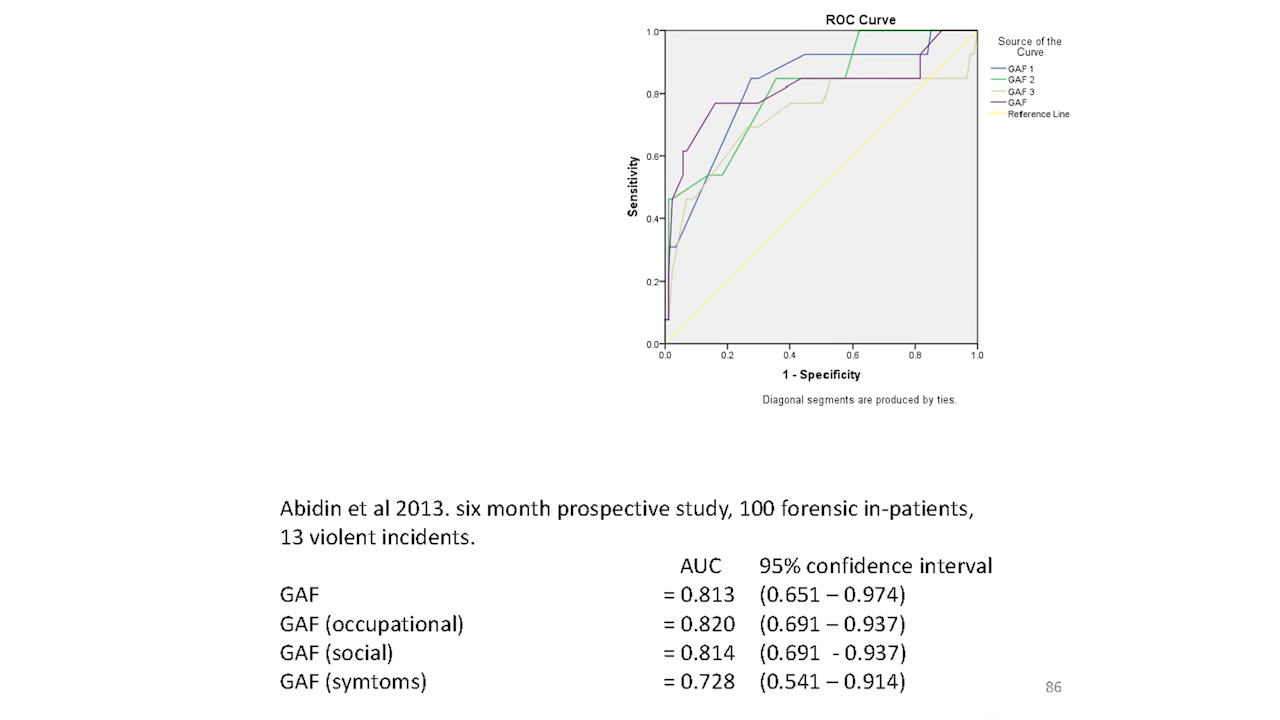 ROC Curve
Source of the
Curve
GAF 1
GAF 2
GAF 3
GAF
Reference Line
Sensitivity
1.0
0.8
0.6
0.4
0.2
0.0
0.0 0.2 0.4 0.6 0.8 1.0
1 - Specificity
Diagonal segments are produced by ties.
Abidin et al 2013. six month prospective study, 100 forensic in-patients,
13 violent incidents.
AUC 95% confidence interval
GAF = 0.813 (0.651 – 0.974)
GAF (occupational) = 0.820 (0.691 – 0.937)
GAF (social) = 0.814 (0.691 - 0.937)
GAF (symtoms) = 0.728 (0.541 – 0.914)
86